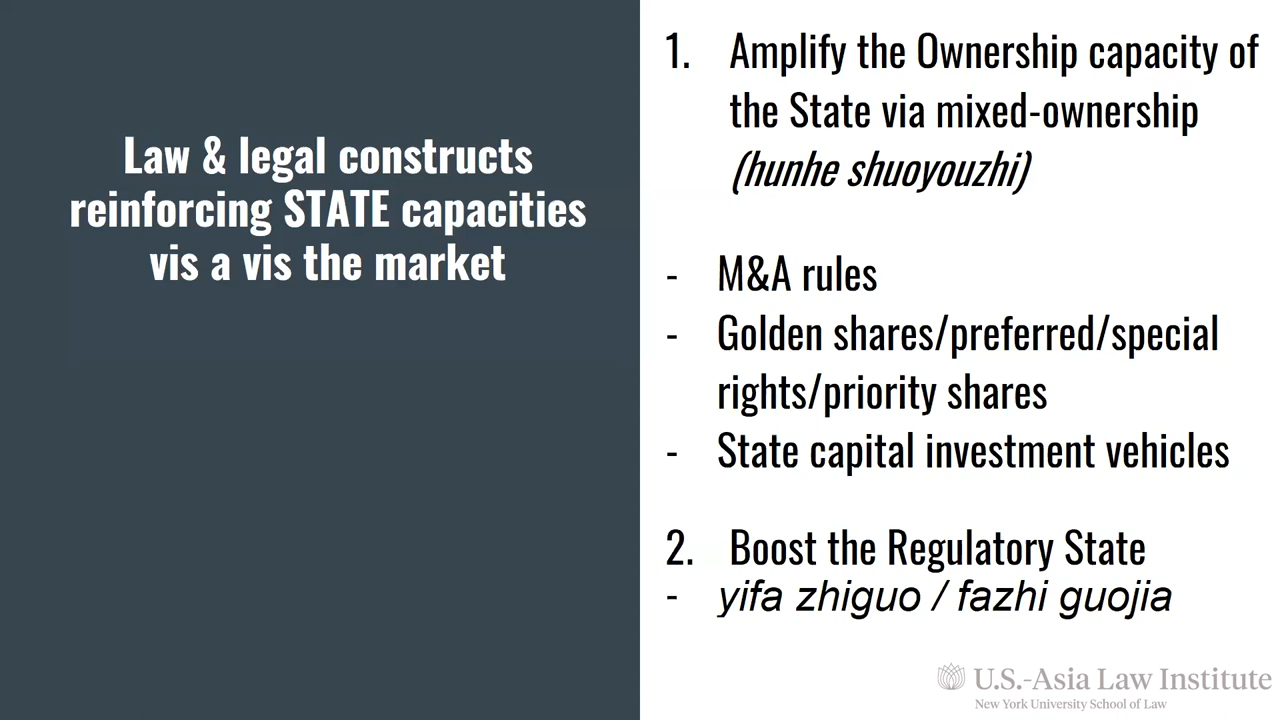 Law & legal constructs
reinforcing STATE capacities
vis a vis the market
1. Amplify the Ownership capacity of
the State via mixed-ownership
(hunhe shuoyouzhi)
- M&A rules
- Golden shares/preferred/special
rights/priority shares
- State capital investment vehicles
2. Boost the Regulatory State
- yifa zhiguo / fazhi guojia
U.S.-Asia Law Institute
New York University School of Law